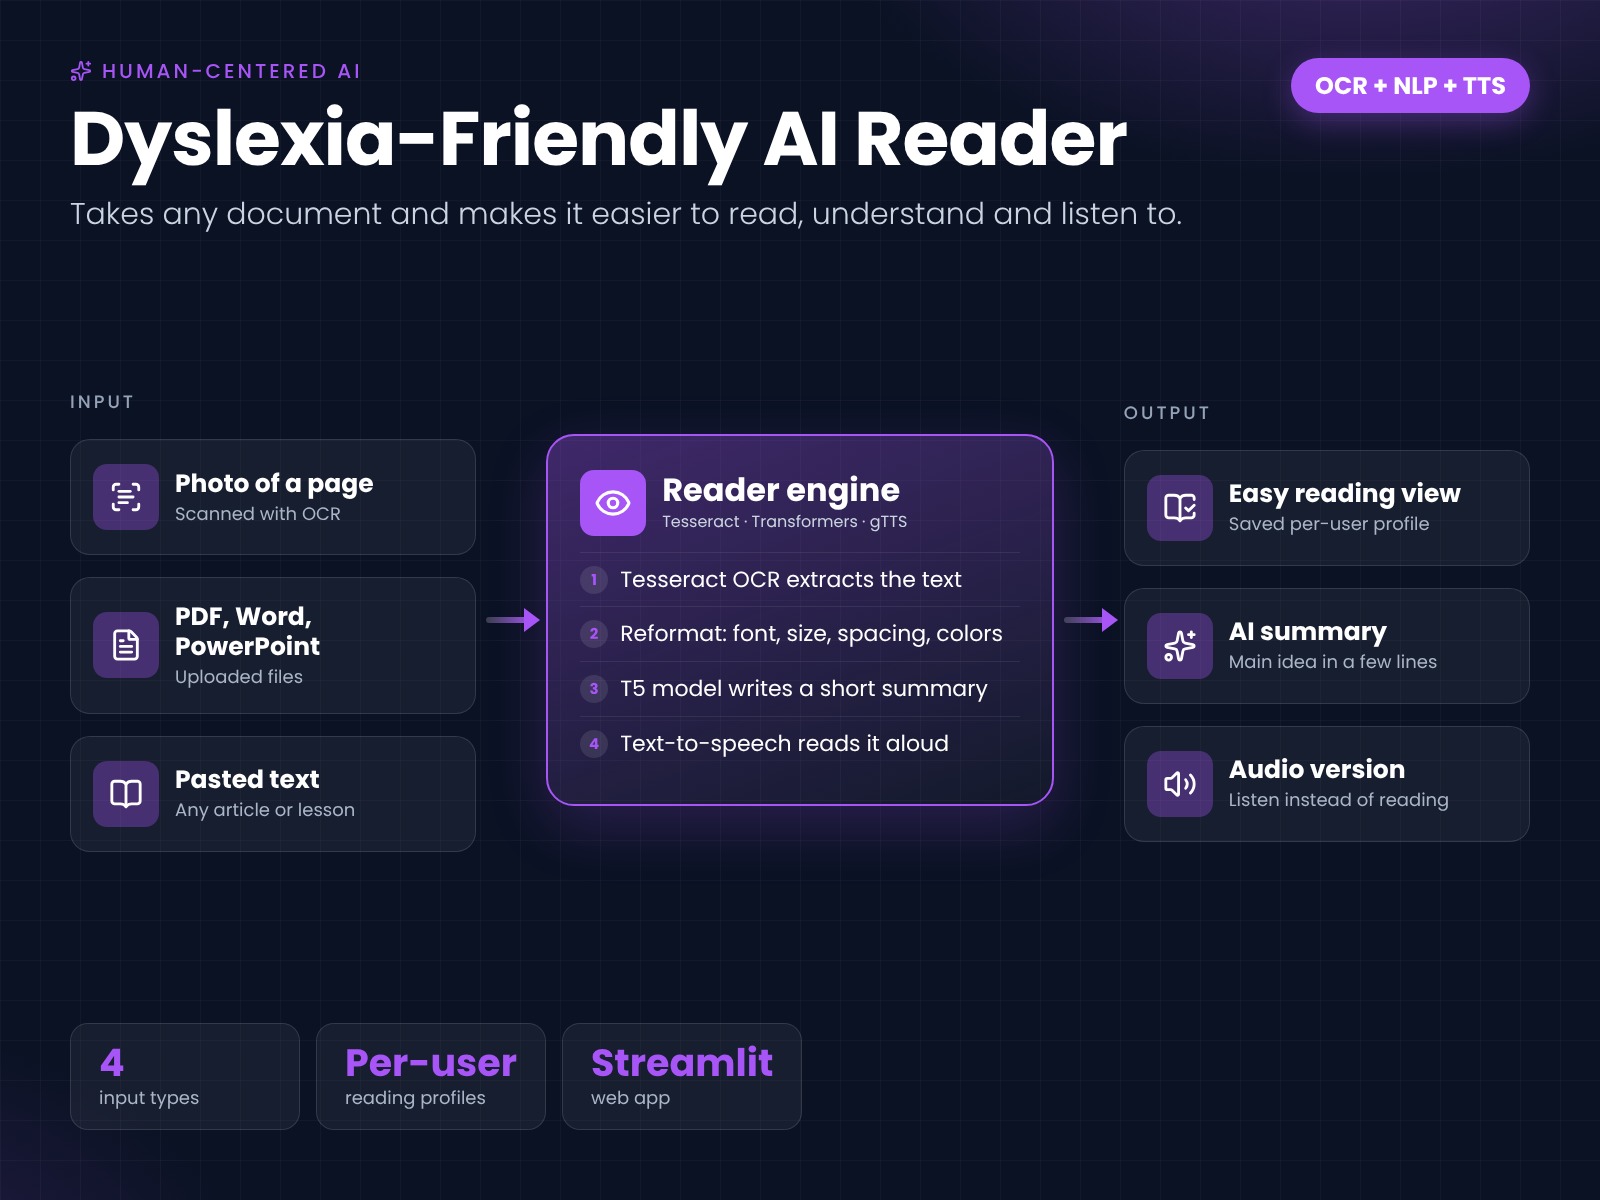 HUMAN-CENTERED AI
OCR + NLP + TTS
Dyslexia-Friendly AI Reader
Takes any document and makes it easier to read, understand and listen to.
INPUT
Photo of a page
Scanned with OCR
PDF, Word,
PowerPoint
Uploaded files
Pasted text
Any article or lesson
Reader engine
Tesseract · Transformers · gTTS
1 Tesseract OCR extracts the text
2 Reformat: font, size, spacing, colors
3 T5 model writes a short summary
4 Text-to-speech reads it aloud
OUTPUT
Easy reading view
Saved per-user profile
AI summary
Main idea in a few lines
Audio version
Listen instead of reading
4
input types
Per-user
reading profiles
Streamlit
web app